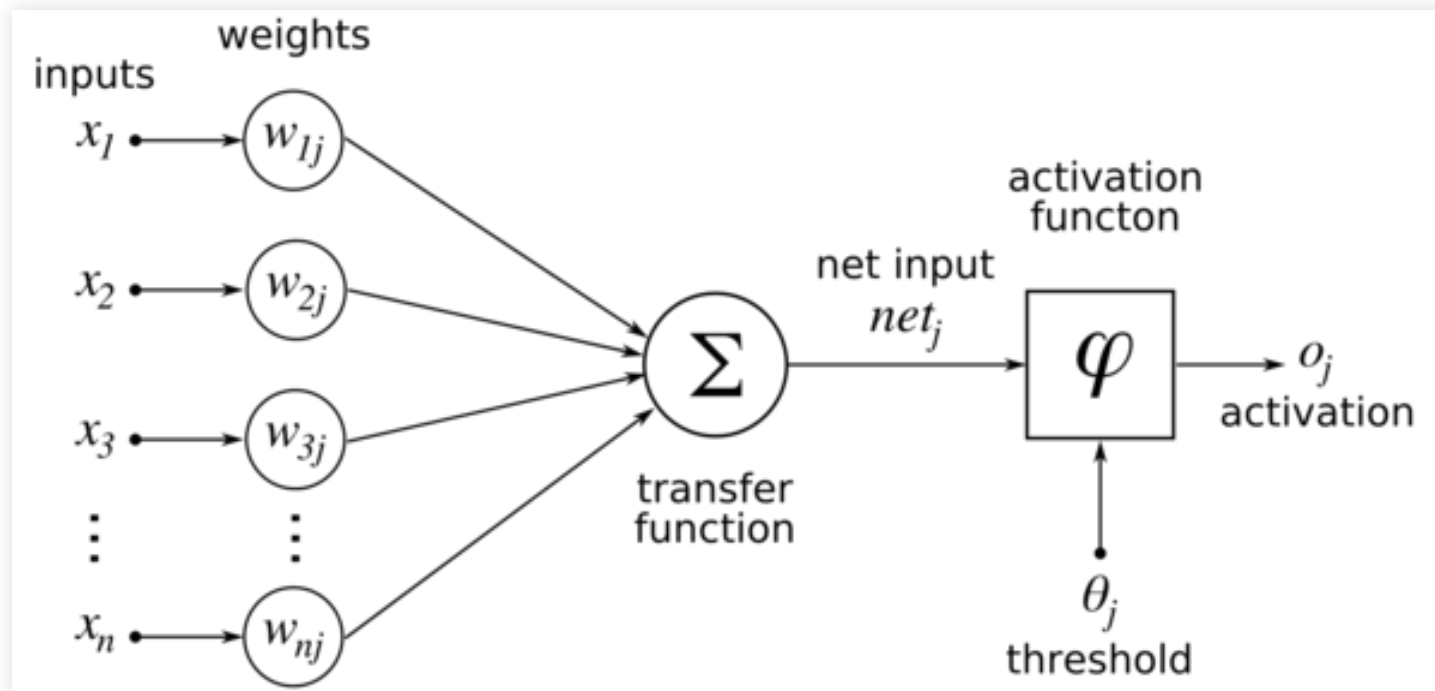 weights
inputs
x1
w1j
x2
w2j
x3
w3j
⋮ ⋮
xn
wnj
Σ
transfer
function
net input
netj
activation
functon
φ
oj
activation
θj
threshold